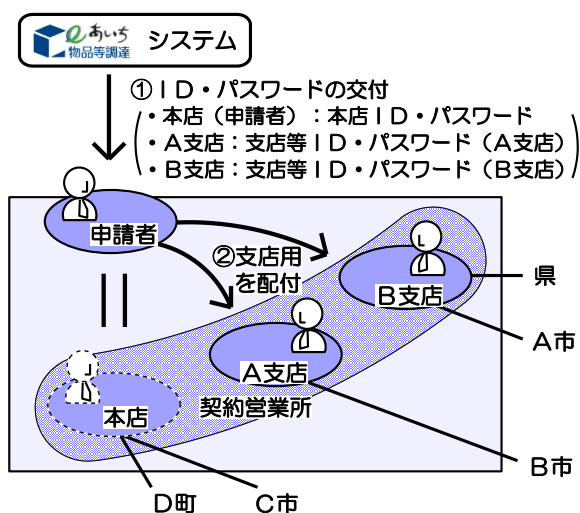 eあいち
物品等調達
システム
①ID・パスワードの交付
・本店(申請者):本店ID・パスワード
・A支店:支店等ID・パスワード(A支店)
・B支店:支店等ID・パスワード(B支店)
申請者
②支店用
を配付
B支店
県
A市
A支店
契約営業所
本店
B市
D町
C市